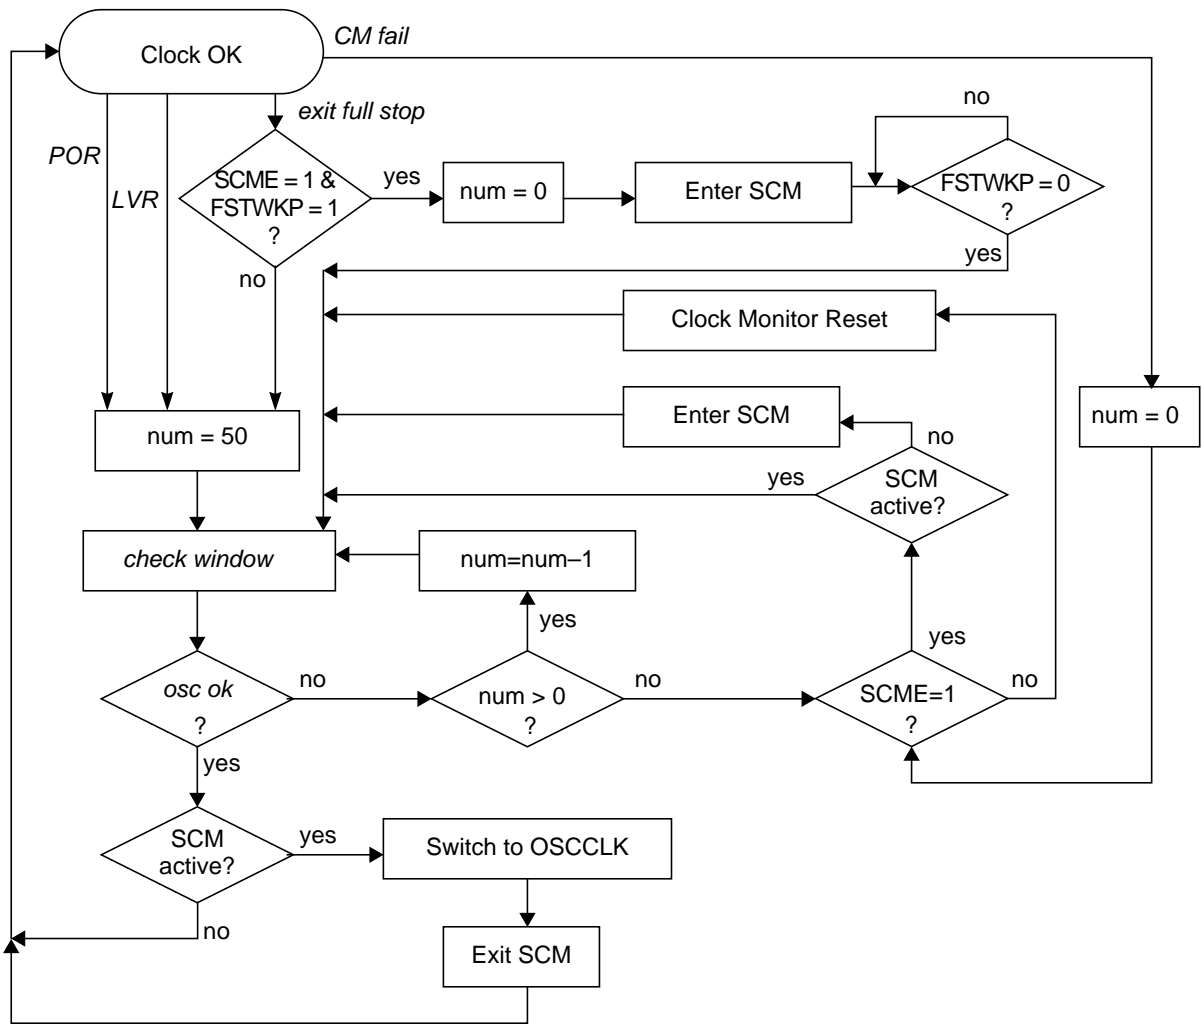 CM fail
Clock OK
exit full stop
no
POR
SCME = 1 &
FSTWKP = 1
?
yes
num = 0
Enter SCM
FSTWKP = 0
?
LVR
no
yes
Clock Monitor Reset
Enter SCM
num = 0
num = 50
no
yes
SCM
active?
check window
num=num–1
yes
yes
osc ok
?
no
num > 0
?
no
SCME=1
?
no
yes
SCM
active?
yes
Switch to OSCCLK
no
Exit SCM